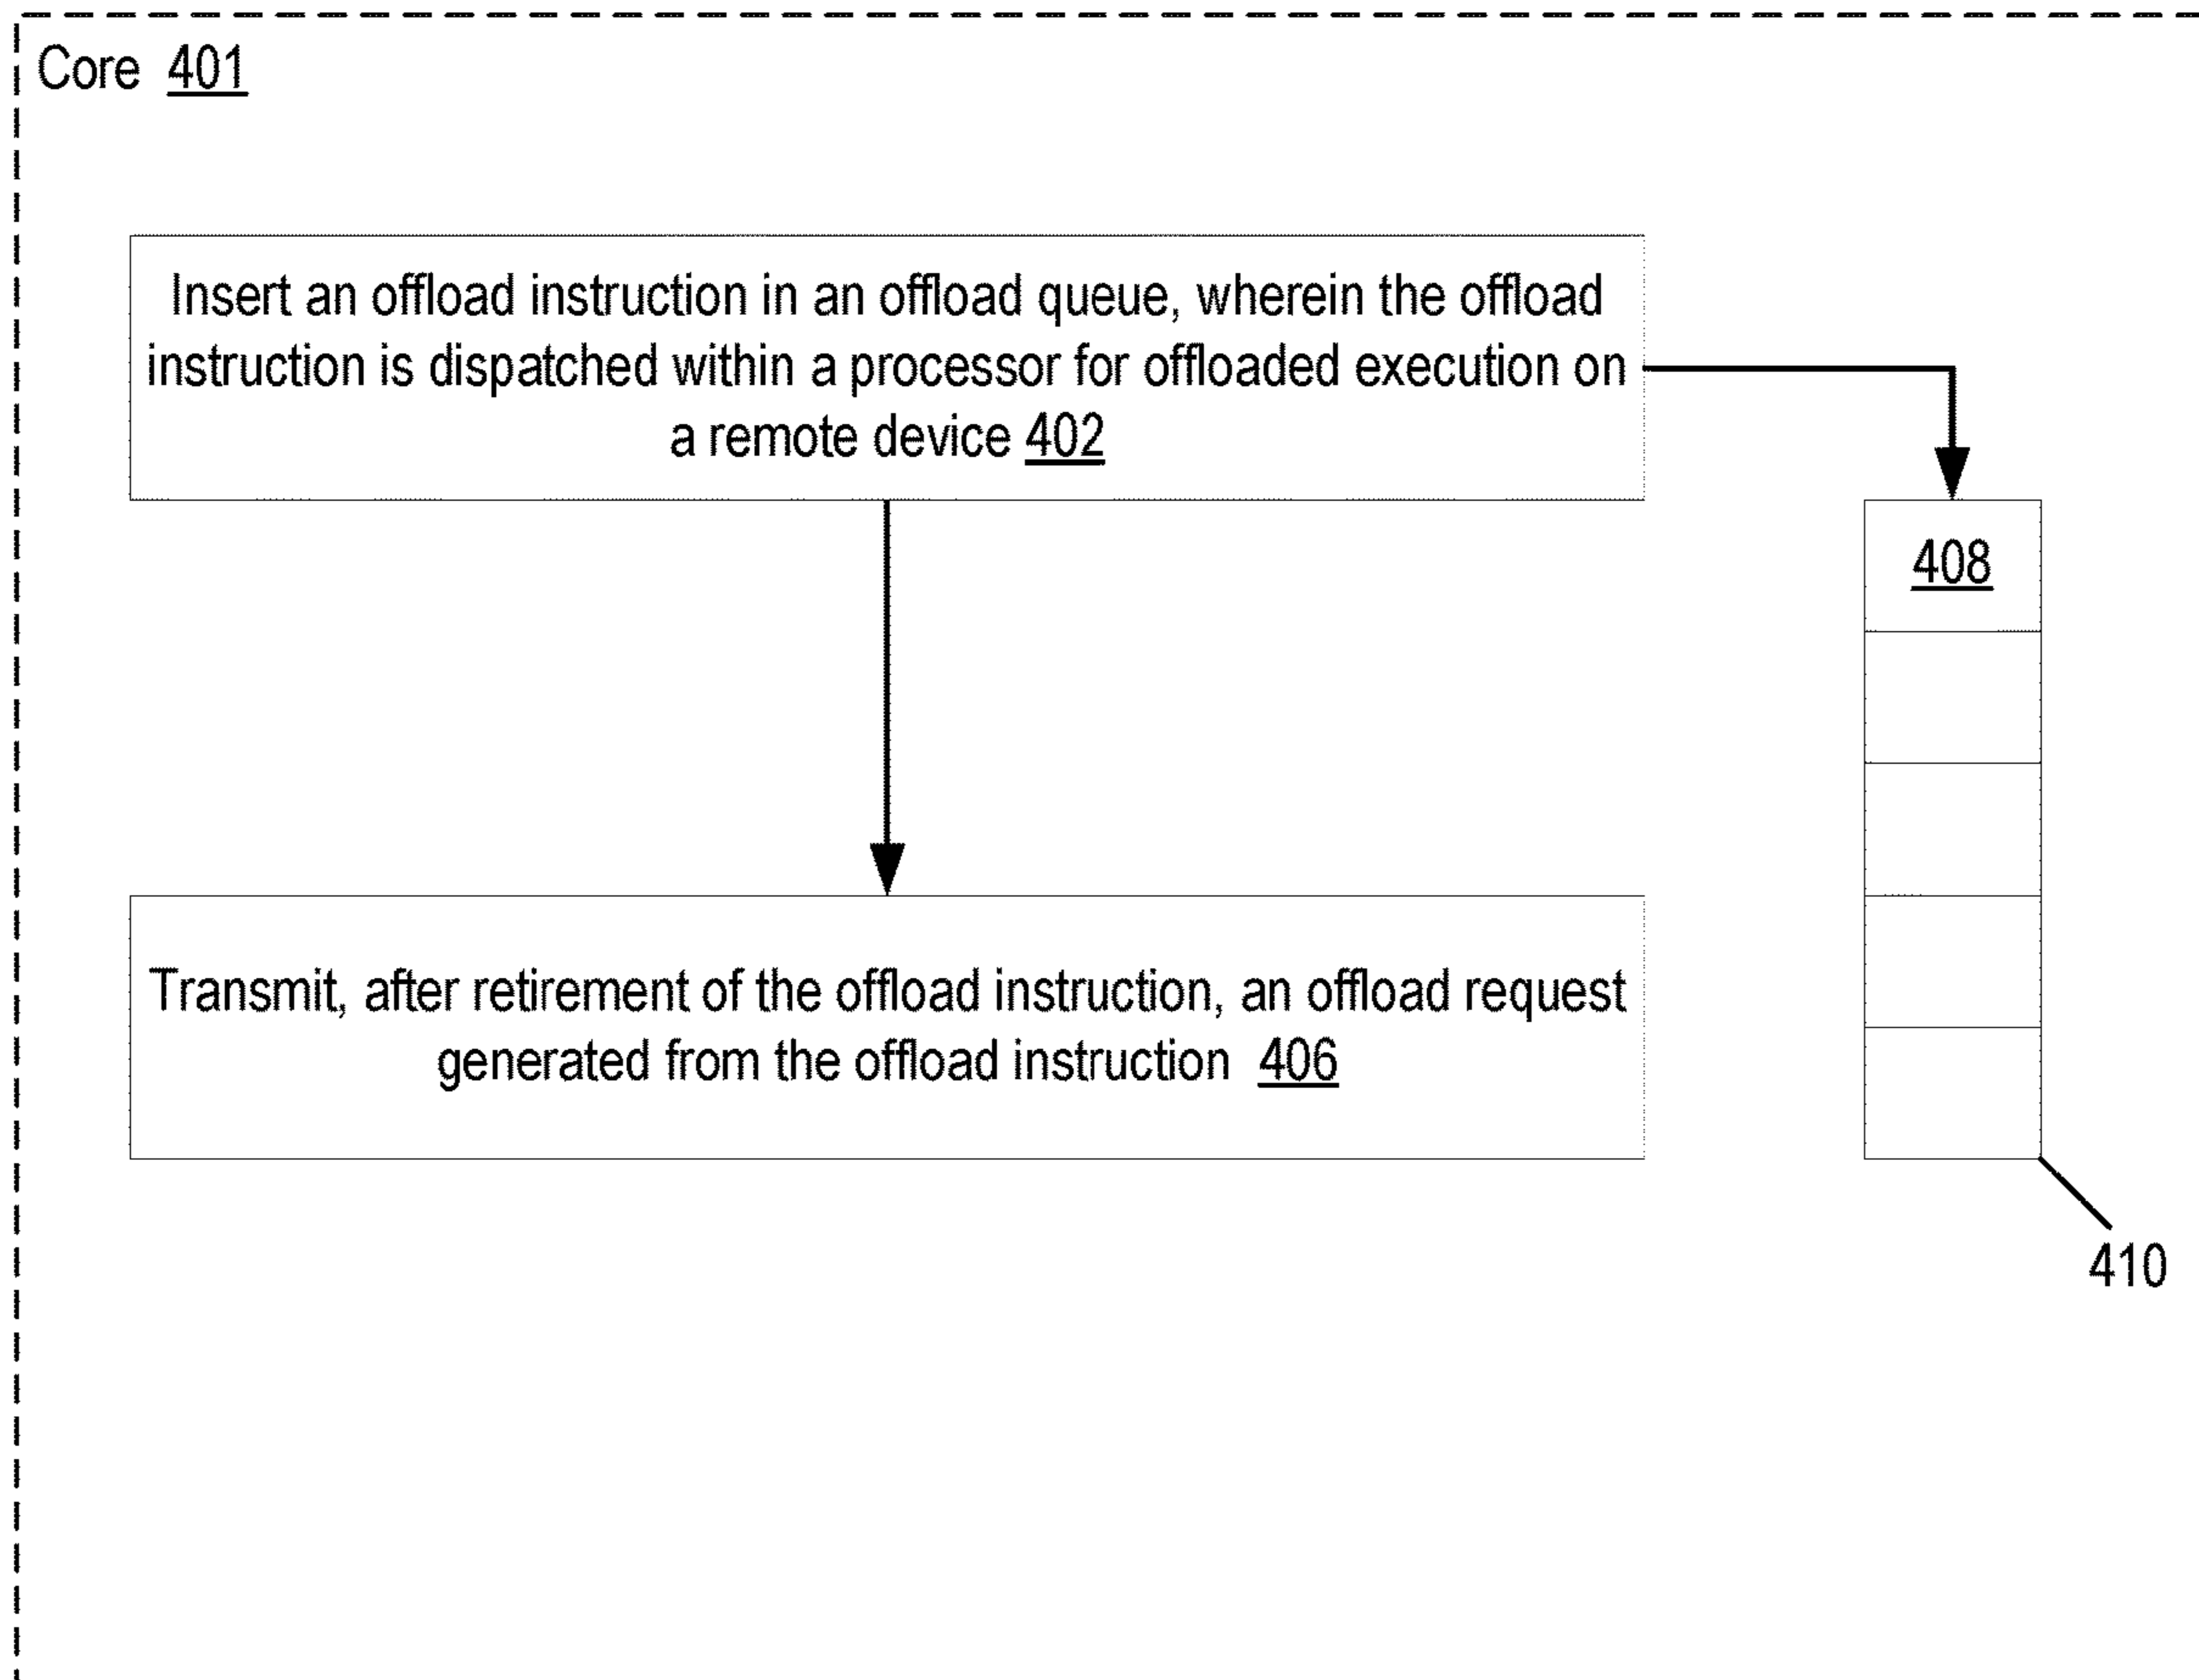 Core 401
Insert an offload instruction in an offload queue, wherein the offload
instruction is dispatched within a processor for offloaded execution on
a remote device 402
408
Transmit, after retirement of the offload instruction, an offload request
generated from the offload instruction 406
410